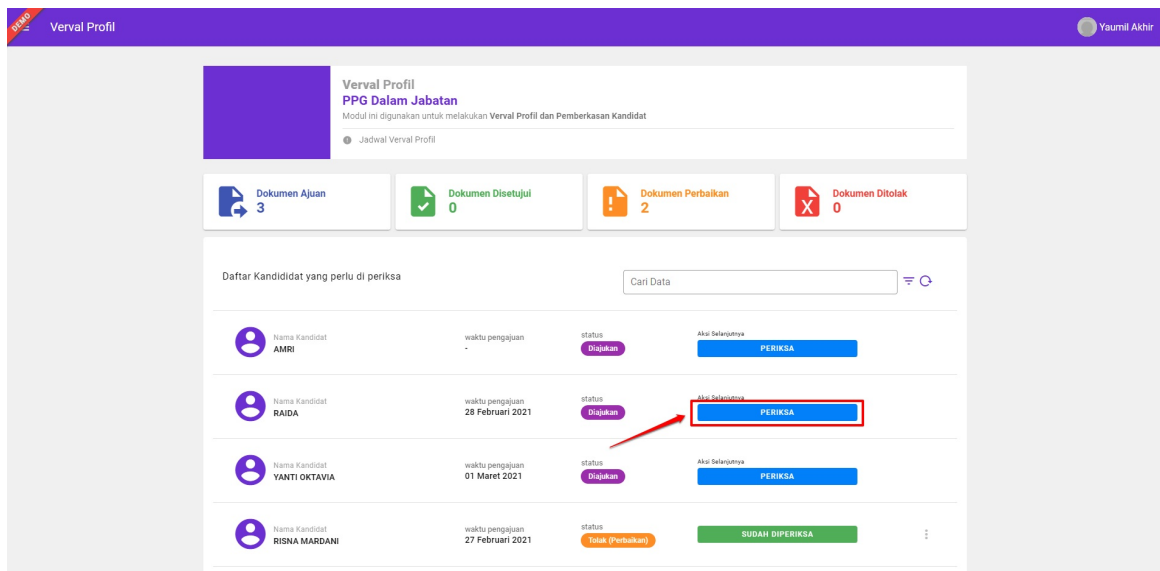 DEMO
Verval Profil
Yaumil Akhir
Verval Profil
PPG Dalam Jabatan
Modul ini digunakan untuk melakukan Verval Profil dan Pemberkasan Kandidat
Jadwal Verval Profil
Dokumen Ajuan
3
Dokumen Disetujui
0
Dokumen Perbaikan
2
Dokumen Ditolak
0
Daftar Kandididat yang perlu di periksa
Cari Data
Nama Kandidat
AMRI
waktu pengajuan
-
status
Diajukan
Aksi Selanjutnya
PERIKSA
Nama Kandidat
RAIDA
waktu pengajuan
28 Februari 2021
status
Diajukan
Aksi Selanjutnya
PERIKSA
Nama Kandidat
YANTI OKTAVIA
waktu pengajuan
01 Maret 2021
status
Diajukan
Aksi Selanjutnya
PERIKSA
Nama Kandidat
RISNA MARDANI
waktu pengajuan
27 Februari 2021
status
Tolak (Perbaikan)
SUDAH DIPERIKSA